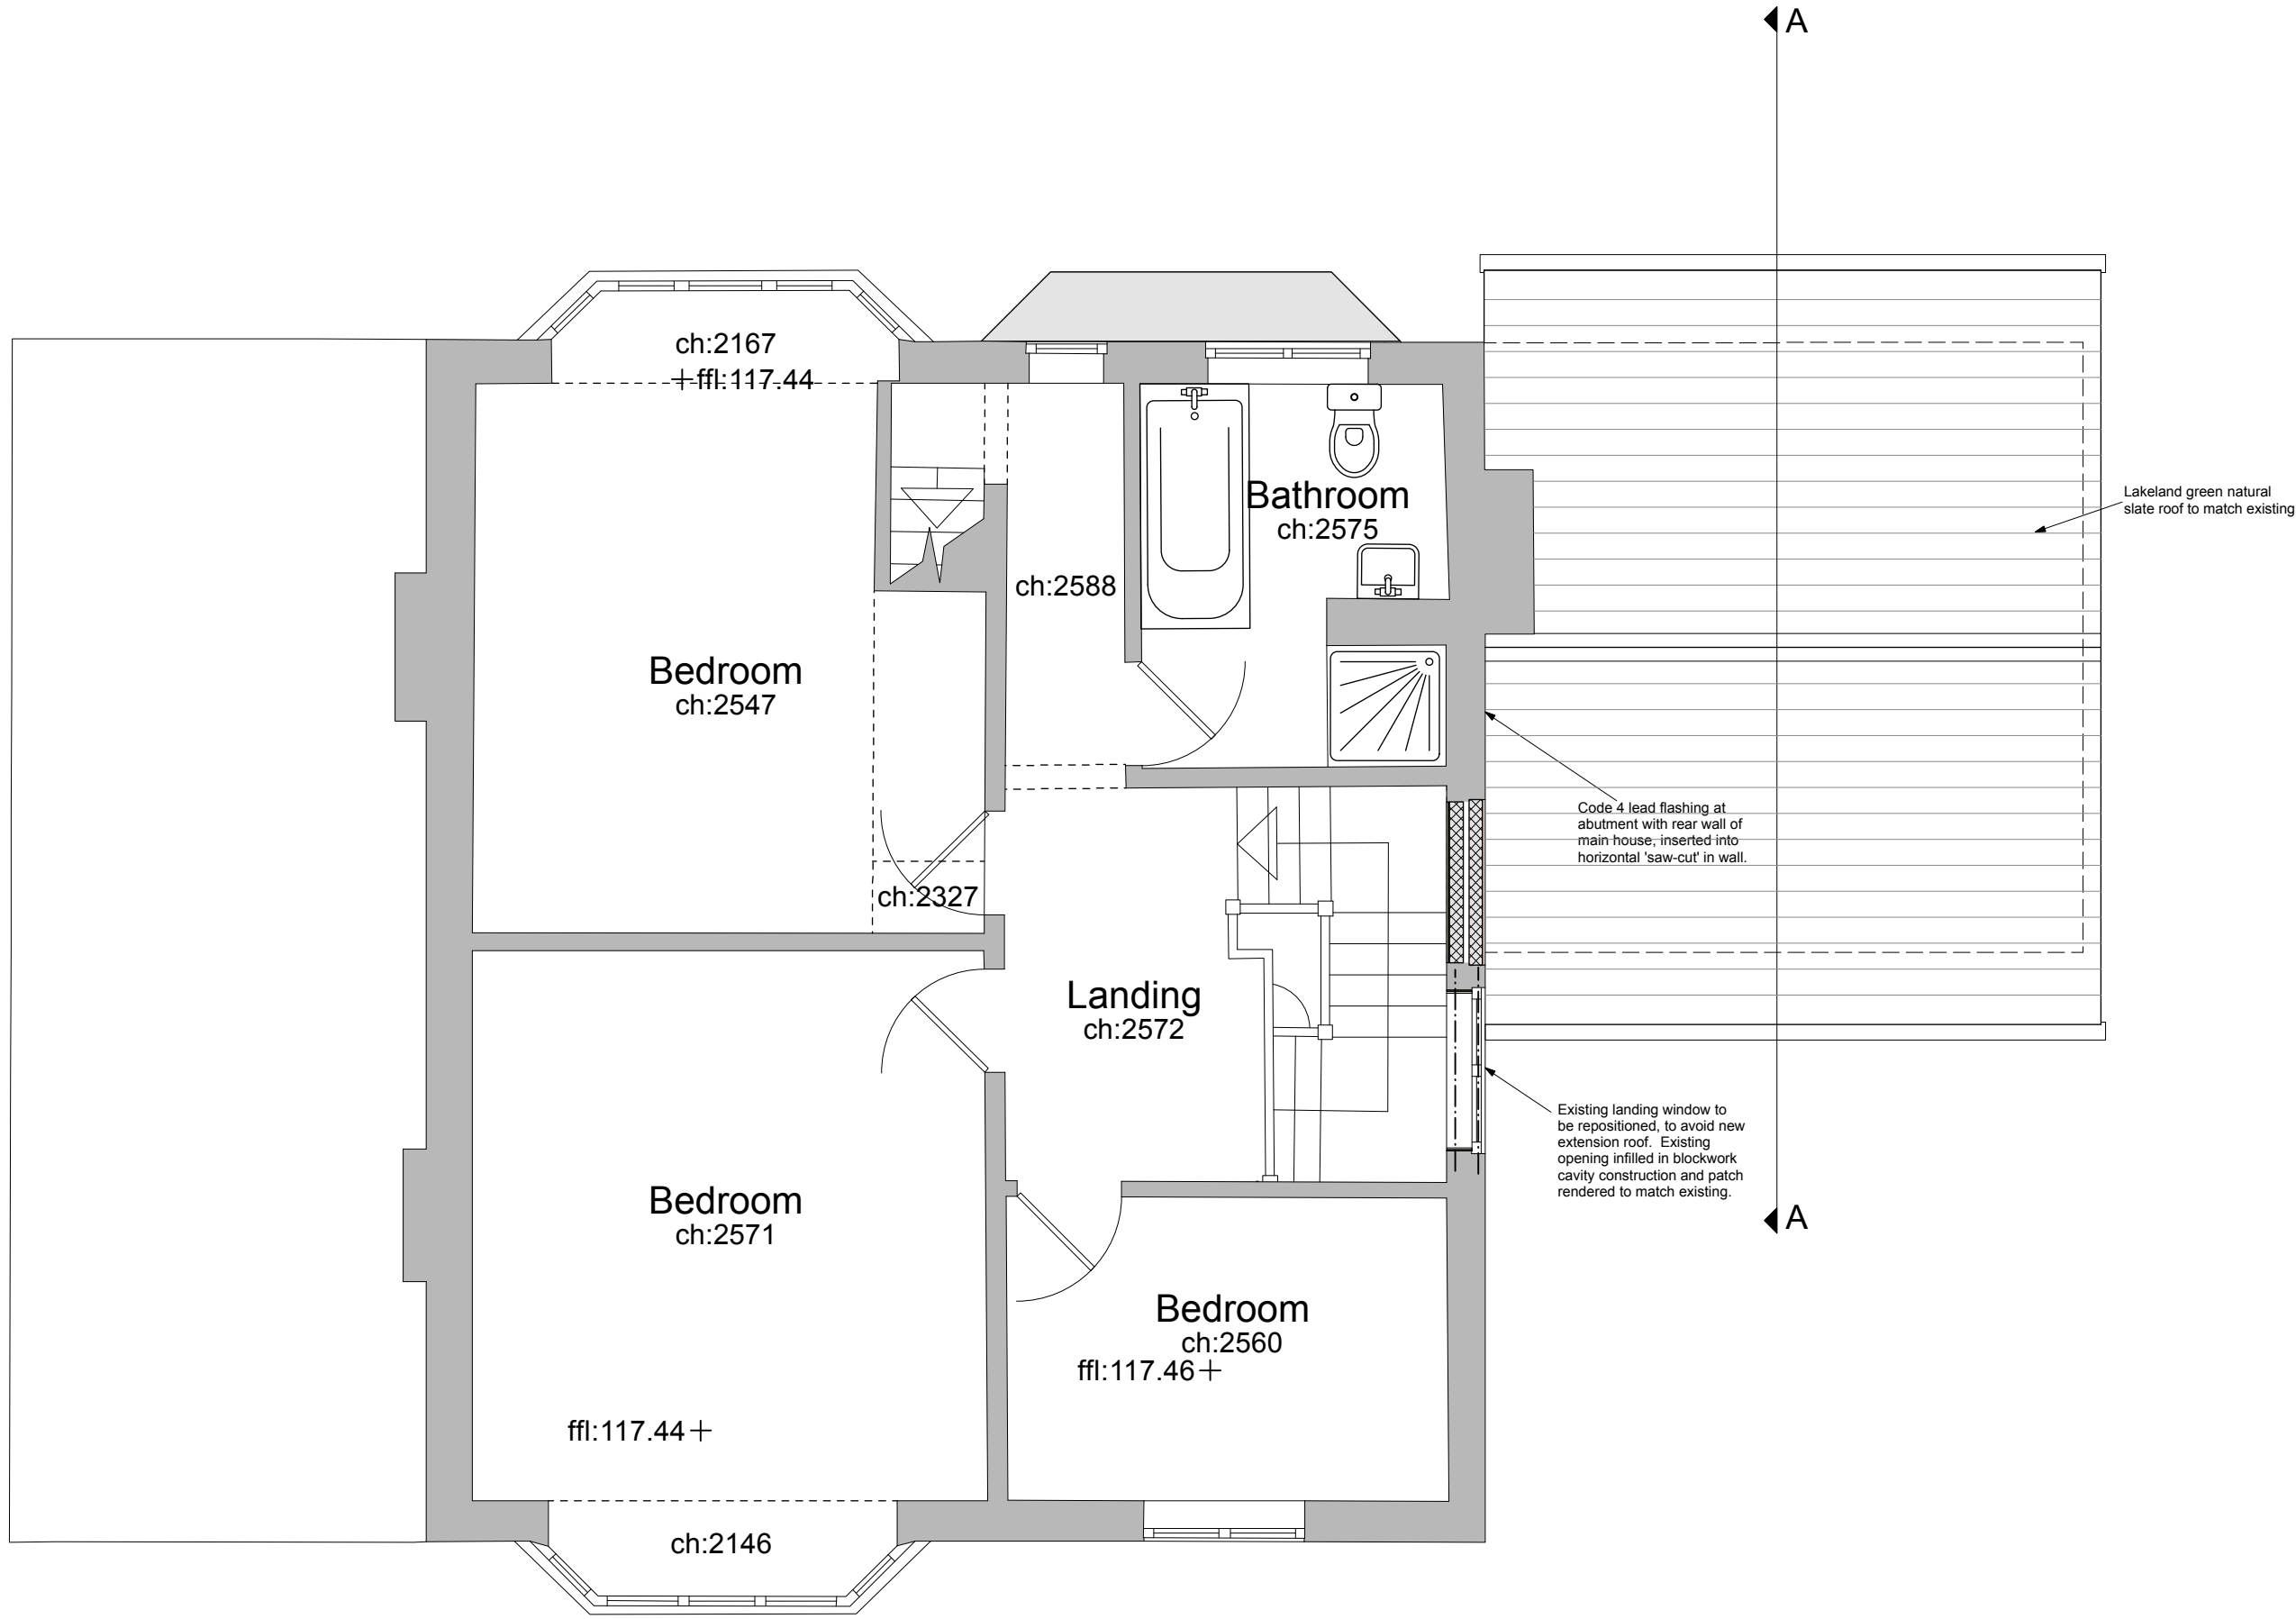 A
ch:2167
ffl:117.44
Bathroom
ch:2575
Lakeland green natural
slate roof to match existing
ch:2588
Bedroom
ch:2547
Code 4 lead flashing at
abutment with rear wall of
main house, inserted into
horizontal 'saw-cut' in wall.
ch:2327
Landing
ch:2572
Existing landing window to
be repositioned, to avoid new
extension roof.  Existing
opening infilled in blockwork
cavity construction and patch
rendered to match existing.
A
Bedroom
ch:2571
Bedroom
ch:2560
ffl:117.46
ffl:117.44
ch:2146